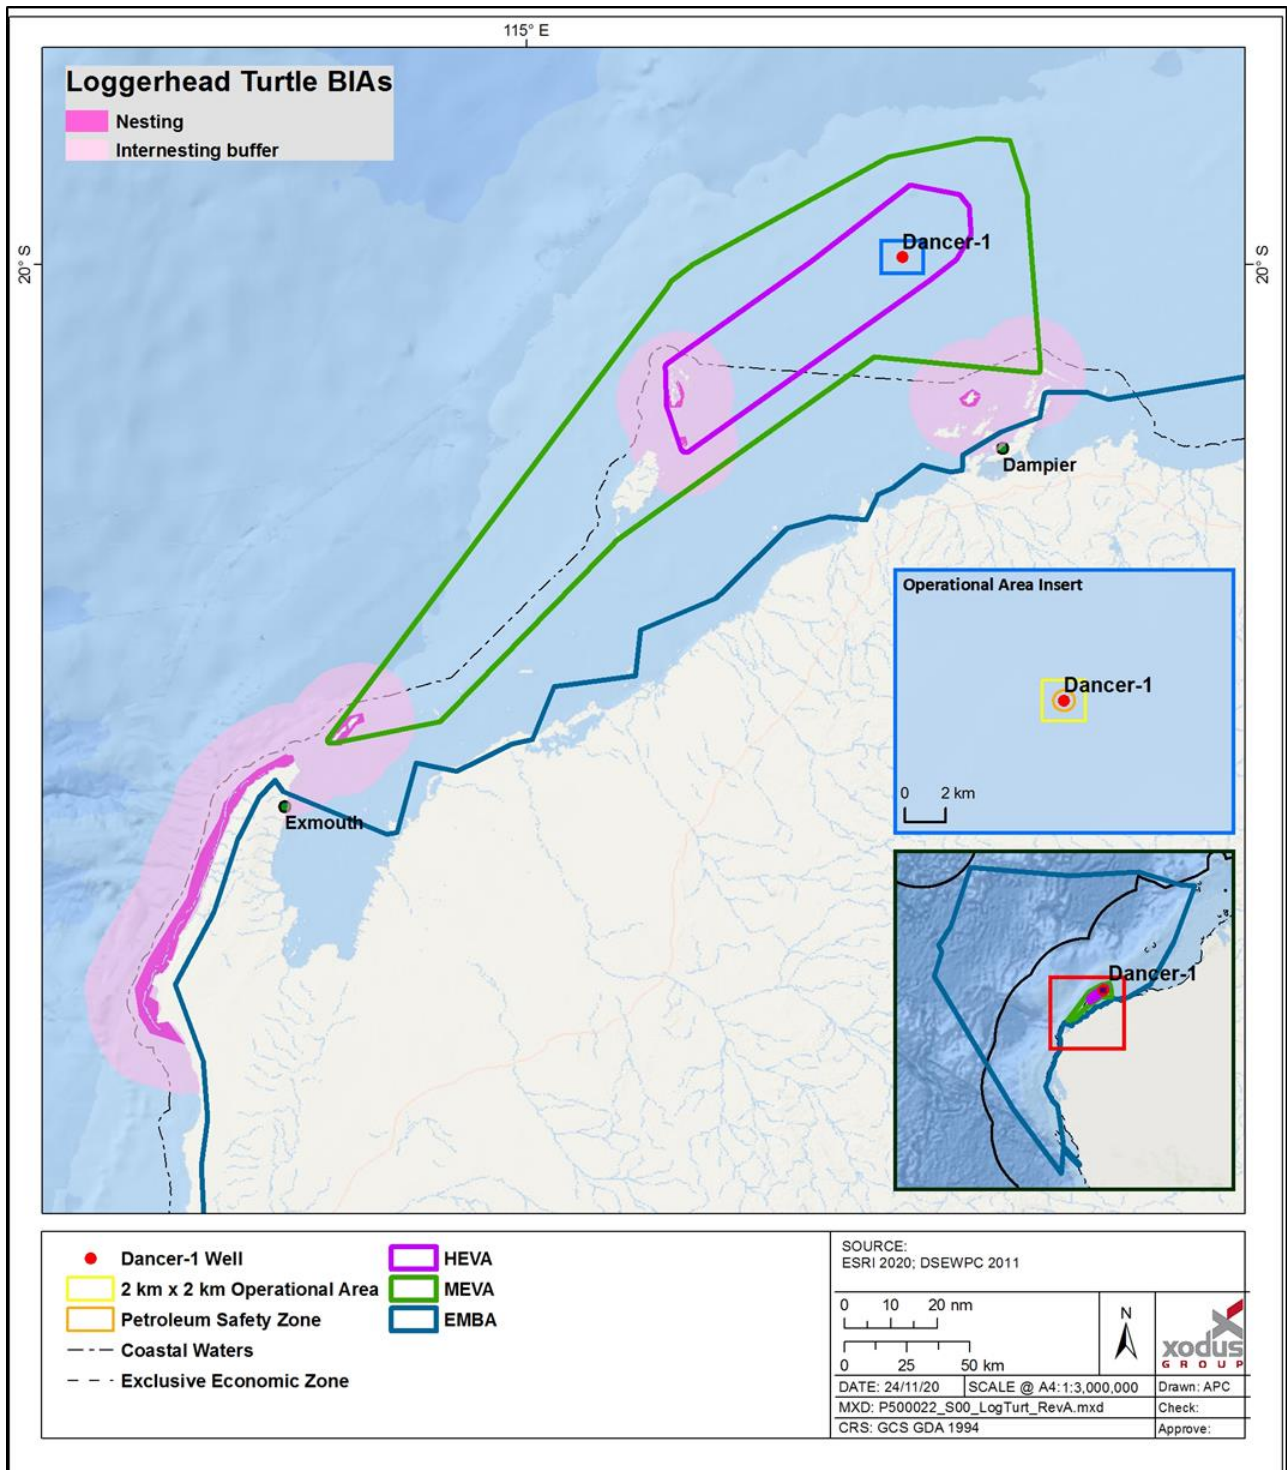 115° E
Loggerhead Turtle BIAs
Nesting
Internesting buffer
20° S
20° S
Dancer-1
Dampier
Exmouth
Operational Area Insert
Dancer-1
0 2 km
Dancer-1
Dancer-1 Well
2 km x 2 km Operational Area
Petroleum Safety Zone
Coastal Waters
Exclusive Economic Zone
HEVA
MEVA
EMBA
SOURCE:
ESRI 2020; DSEWPC 2011
0 10 20 nm
0 25 50 km
N
xodus
GROUP
DATE: 24/11/20
SCALE @ A4:1:3,000,000
Drawn: APC
MXD: P500022_S00_LogTurt_RevA.mxd
Check:
CRS: GCS GDA 1994
Approve: